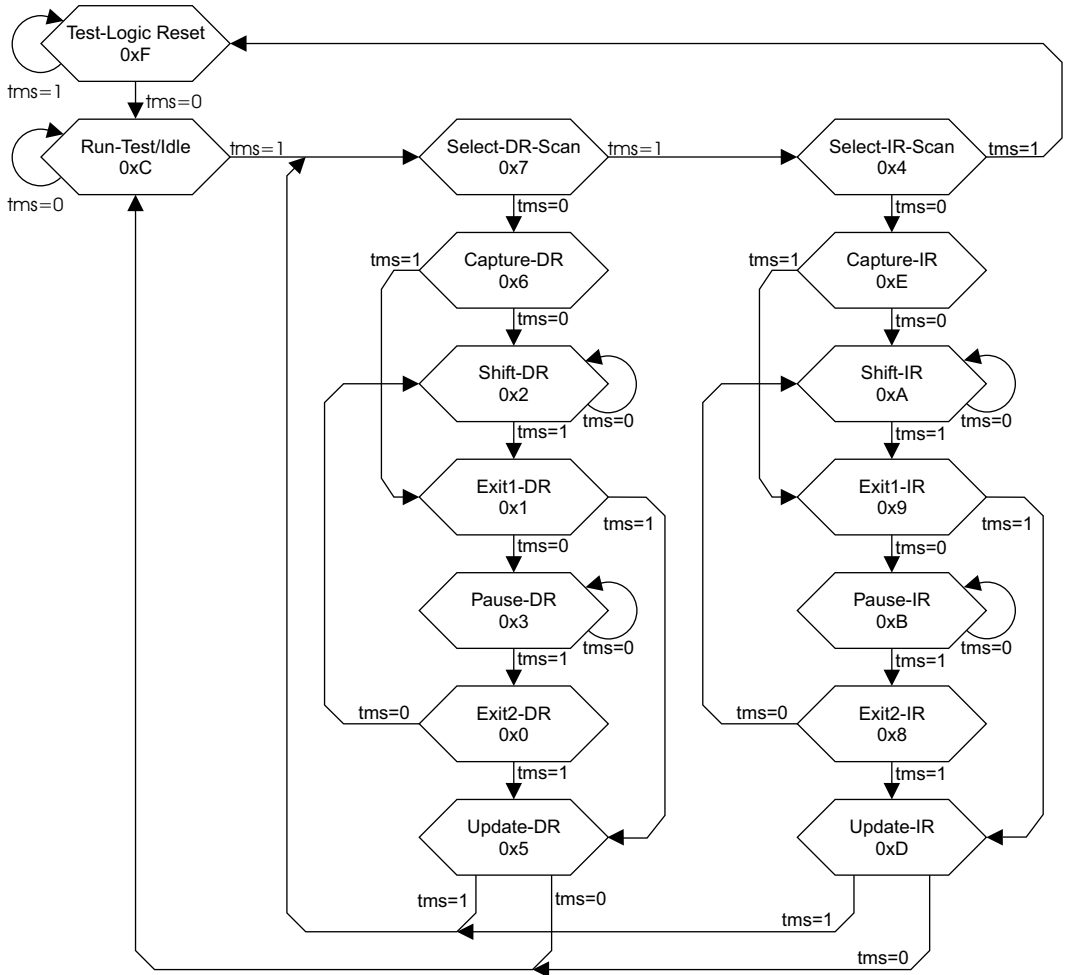 Test-Logic Reset
0xF
tms=1
tms=0
Run-Test/Idle
0xC
tms=0
tms=1
Select-DR-Scan
0x7
tms=1
Select-IR-Scan
0x4
tms=1
tms=0
tms=0
tms=1
Capture-DR
0x6
tms=1
Capture-IR
0xE
tms=0
tms=0
Shift-DR
0x2
tms=0
Shift-IR
0xA
tms=0
tms=1
tms=1
Exit1-DR
0x1
tms=1
Exit1-IR
0x9
tms=1
tms=0
tms=0
Pause-DR
0x3
tms=0
Pause-IR
0xB
tms=0
tms=1
tms=1
tms=0
Exit2-DR
0x0
tms=0
Exit2-IR
0x8
tms=1
tms=1
Update-DR
0x5
Update-IR
0xD
tms=1
tms=0
tms=1
tms=0